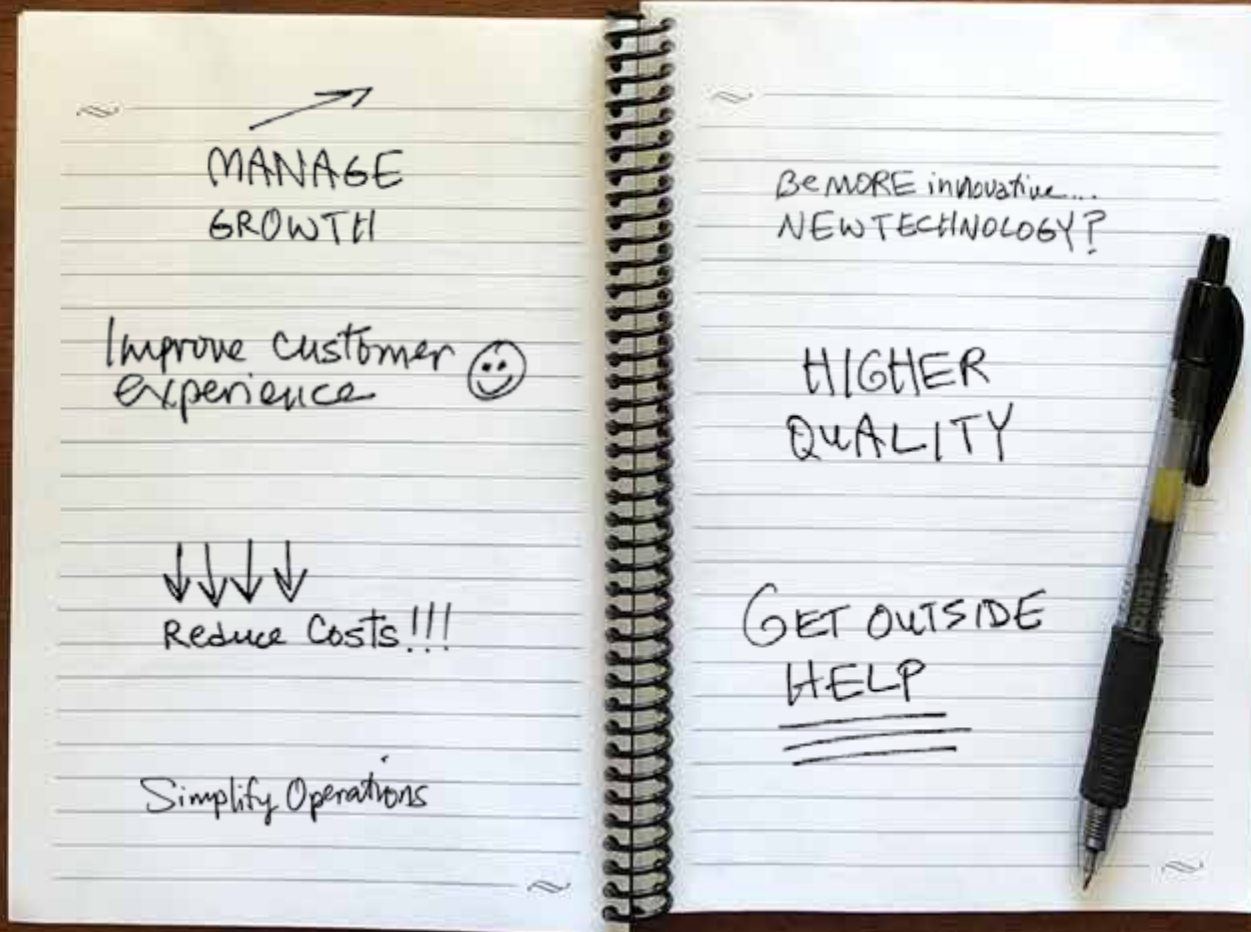 MANAGE
GROWTH
Improve customer
experience
Reduce Costs!!!
Simplify Operations
Be MORE innovative...
NEW TECHNOLOGY?
HIGHER
QUALITY
GET OUTSIDE
HELP